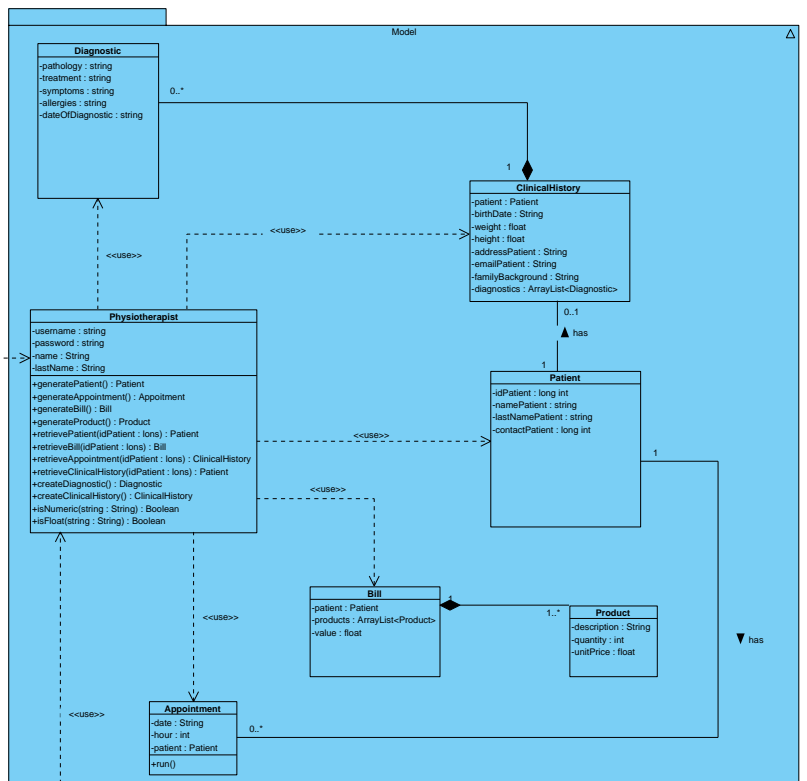 Model
Diagnostic
-pathology : string
-treatment : string
-symptoms : string
-allergies : string
-dateOfDiagnostic : string
0..*
1
ClinicalHistory
-patient : Patient
-birthDate : String
-weight : float
-height : float
-addressPatient : String
-emailPatient : String
-familyBackground : String
-diagnostics : ArrayList<Diagnostic>
<<use>>
<<use>>
0..1
has
1
Physiotherapist
-username : string
-password : string
-name : String
-lastName : String
+generatePatient() : Patient
+generateAppointment() : Appoitment
+generateBill() : Bill
+generateProduct() : Product
+retrievePatient(idPatient : lons) : Patient
+retrieveBill(idPatient : lons) : Bill
+retrieveAppointment(idPatient : lons) : ClinicalHistory
+retrieveClinicalHistory(idPatient : lons) : Patient
+createDiagnostic() : Diagnostic
+createClinicalHistory() : ClinicalHistory
+isNumeric(string : String) : Boolean
+isFloat(string : String) : Boolean
Patient
-idPatient : long int
-namePatient : string
-lastNamePatient : string
-contactPatient : long int
<<use>>
1
<<use>>
Bill
-patient : Patient
-products : ArrayList<Product>
-value : float
1
1..*
Product
-description : String
-quantity : int
-unitPrice : float
<<use>>
has
Appointment
-date : String
-hour : int
-patient : Patient
+run()
0..*
<<use>>